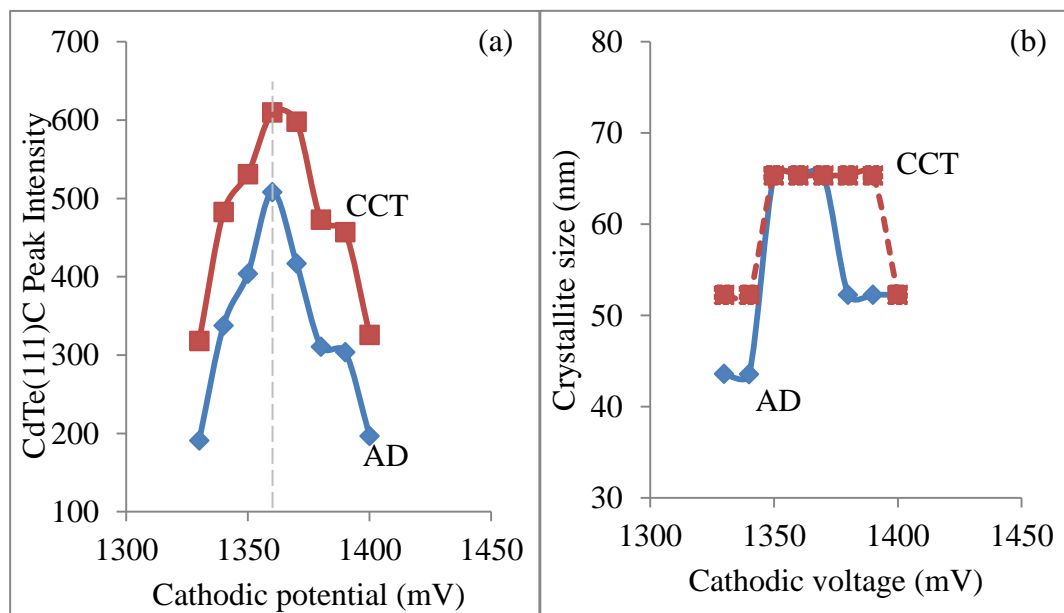 (a)
CdTe(111)C Peak Intensity
700
600
500
400
300
200
100
CCT
AD
1300
1350
1400
1450
Cathodic potential (mV)
(b)
Crystallite size (nm)
80
70
60
50
40
30
CCT
AD
1300
1350
1400
1450
Cathodic voltage (mV)